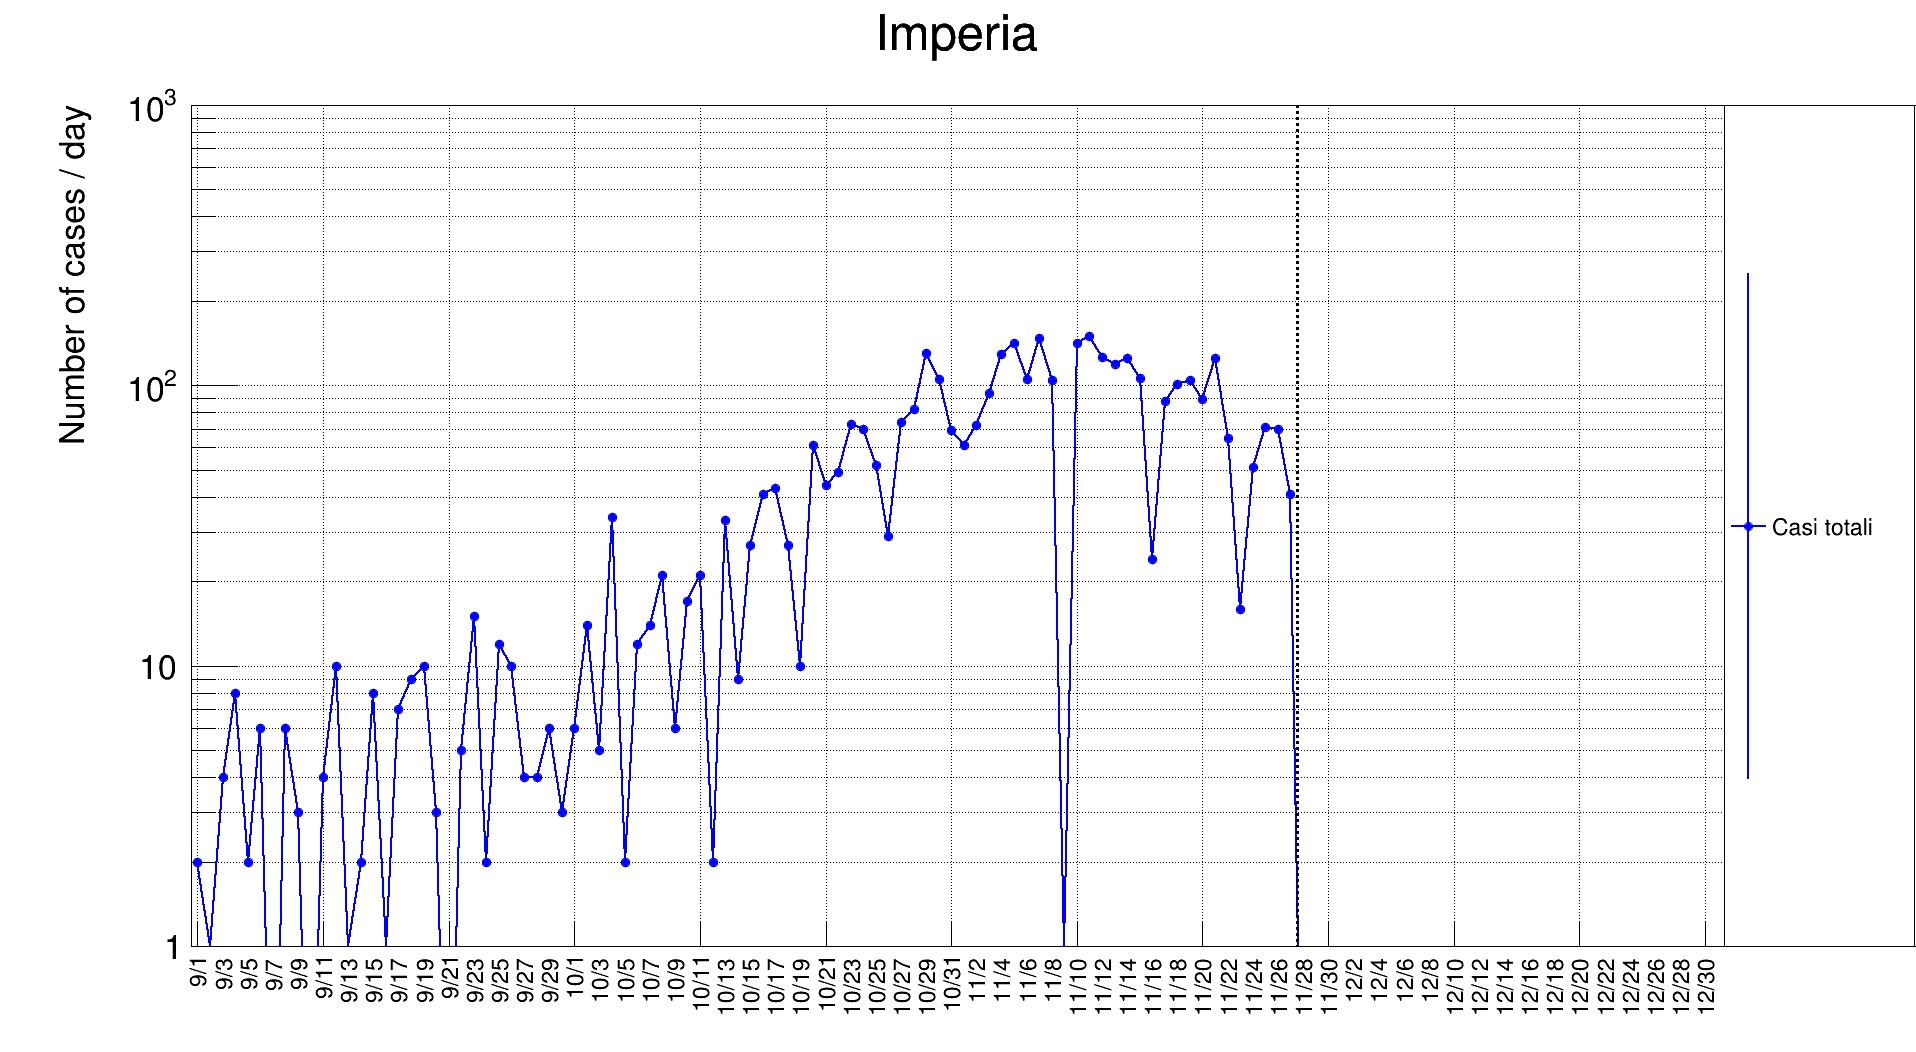 Imperia
Number of cases / day
10³
10²
10
1
9/1 9/3 9/5 9/7 9/9 9/11 9/13 9/15 9/17 9/19 9/21 9/23 9/25 9/27 9/29 10/1 10/3 10/5 10/7 10/9 10/11 10/13 10/15 10/17 10/19 10/21 10/23 10/25 10/27 10/29 10/31 11/2 11/4 11/6 11/8 11/10 11/12 11/14 11/16 11/18 11/20 11/22 11/24 11/26 11/28 11/30 12/2 12/4 12/6 12/8 12/10 12/12 12/14 12/16 12/18 12/20 12/22 12/24 12/26 12/28 12/30
Casi totali